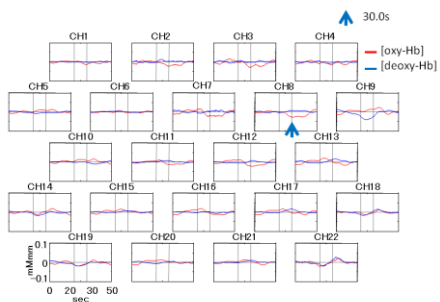 30.0s
[oxy-Hb]
[deoxy-Hb]
CH1 CH2 CH3 CH4
CH5 CH6 CH7 CH8 CH9
CH10 CH11 CH12 CH13
CH14 CH15 CH16 CH17 CH18
CH19 CH20 CH21 CH22
0.1
0
-0.1
mMmm
0 20 30 50
sec